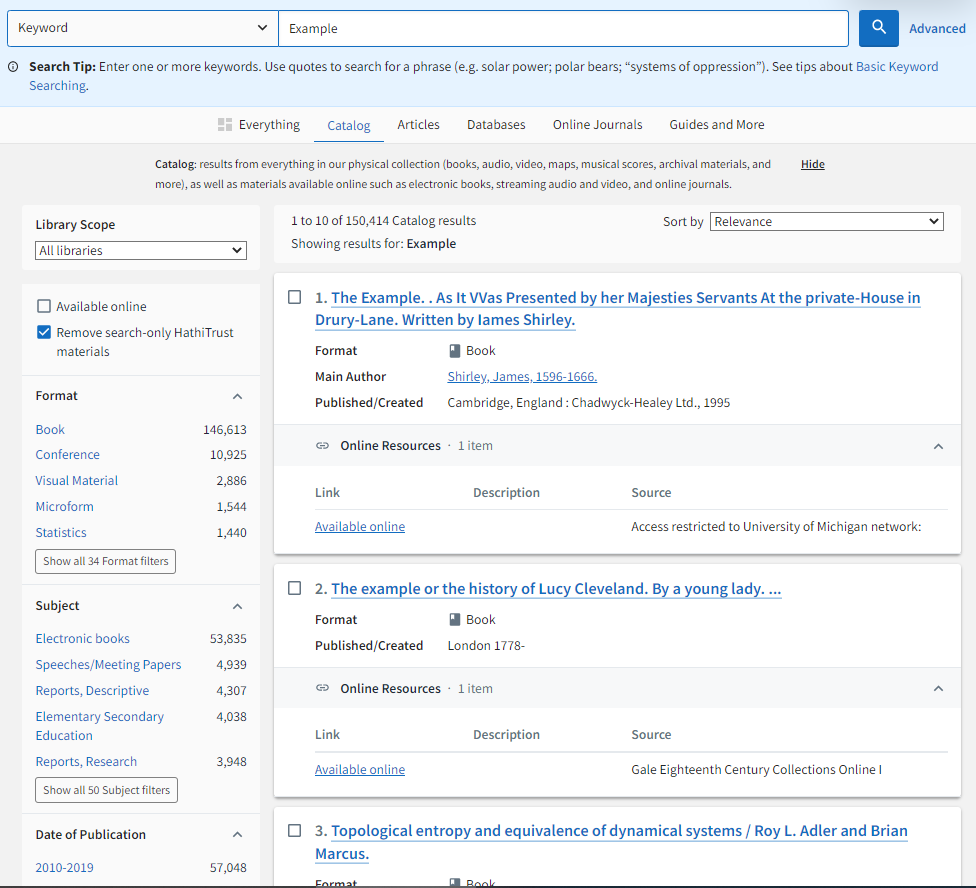 Keyword
Example
Advanced
Search Tip: Enter one or more keywords. Use quotes to search for a phrase (e.g. solar power; polar bears; “systems of oppression”). See tips about Basic Keyword
Searching.
Everything
Catalog
Articles
Databases
Online Journals
Guides and More
Catalog: results from everything in our physical collection (books, audio, video, maps, musical scores, archival materials, and
more), as well as materials available online such as electronic books, streaming audio and video, and online journals.
Hide
Library Scope
All libraries
Available online
Remove search-only HathiTrust
materials
Format
Book 146,613
Conference 10,925
Visual Material 2,886
Microform 1,544
Statistics 1,440
Show all 34 Format filters
Subject
Electronic books 53,835
Speeches/Meeting Papers 4,939
Reports, Descriptive 4,307
Elementary Secondary 4,038
Education
Reports, Research 3,948
Show all 50 Subject filters
Date of Publication
2010-2019 57,048
1 to 10 of 150,414 Catalog results
Sort by Relevance
Showing results for: Example
1. The Example. . As It VVas Presented by her Majesties Servants At the private-House in
Drury-Lane. Written by Iames Shirley.
Format Book
Main Author Shirley, James, 1596-1666.
Published/Created Cambridge, England : Chadwyck-Healey Ltd., 1995
Online Resources · 1 item
Link Description Source
Available online Access restricted to University of Michigan network:
2. The example or the history of Lucy Cleveland. By a young lady. ...
Format Book
Published/Created London 1778-
Online Resources · 1 item
Link Description Source
Available online Gale Eighteenth Century Collections Online I
3. Topological entropy and equivalence of dynamical systems / Roy L. Adler and Brian
Marcus.
Format Book